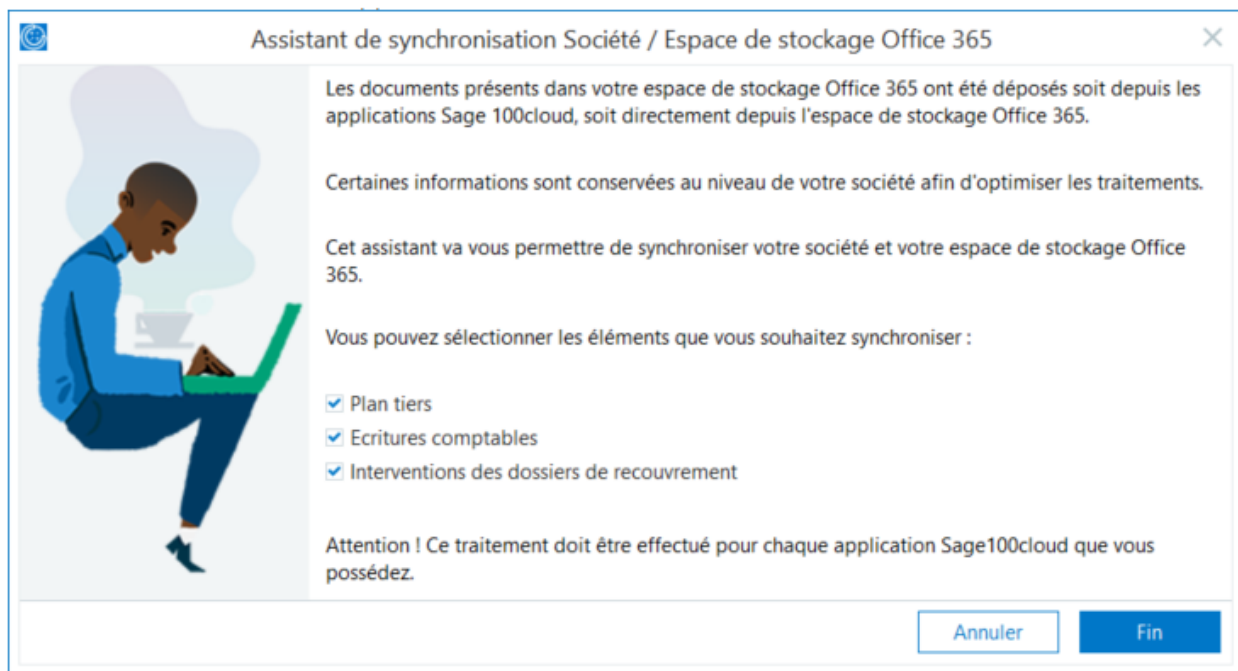 Assistant de synchronisation Société / Espace de stockage Office 365
Les documents présents dans votre espace de stockage Office 365 ont été déposés soit depuis les
applications Sage 100cloud, soit directement depuis l'espace de stockage Office 365.
Certaines informations sont conservées au niveau de votre société afin d'optimiser les traitements.
Cet assistant va vous permettre de synchroniser votre société et votre espace de stockage Office
365.
Vous pouvez sélectionner les éléments que vous souhaitez synchroniser :
Plan tiers
Ecritures comptables
Interventions des dossiers de recouvrement
Attention ! Ce traitement doit être effectué pour chaque application Sage100cloud que vous
possédez.
Annuler
Fin